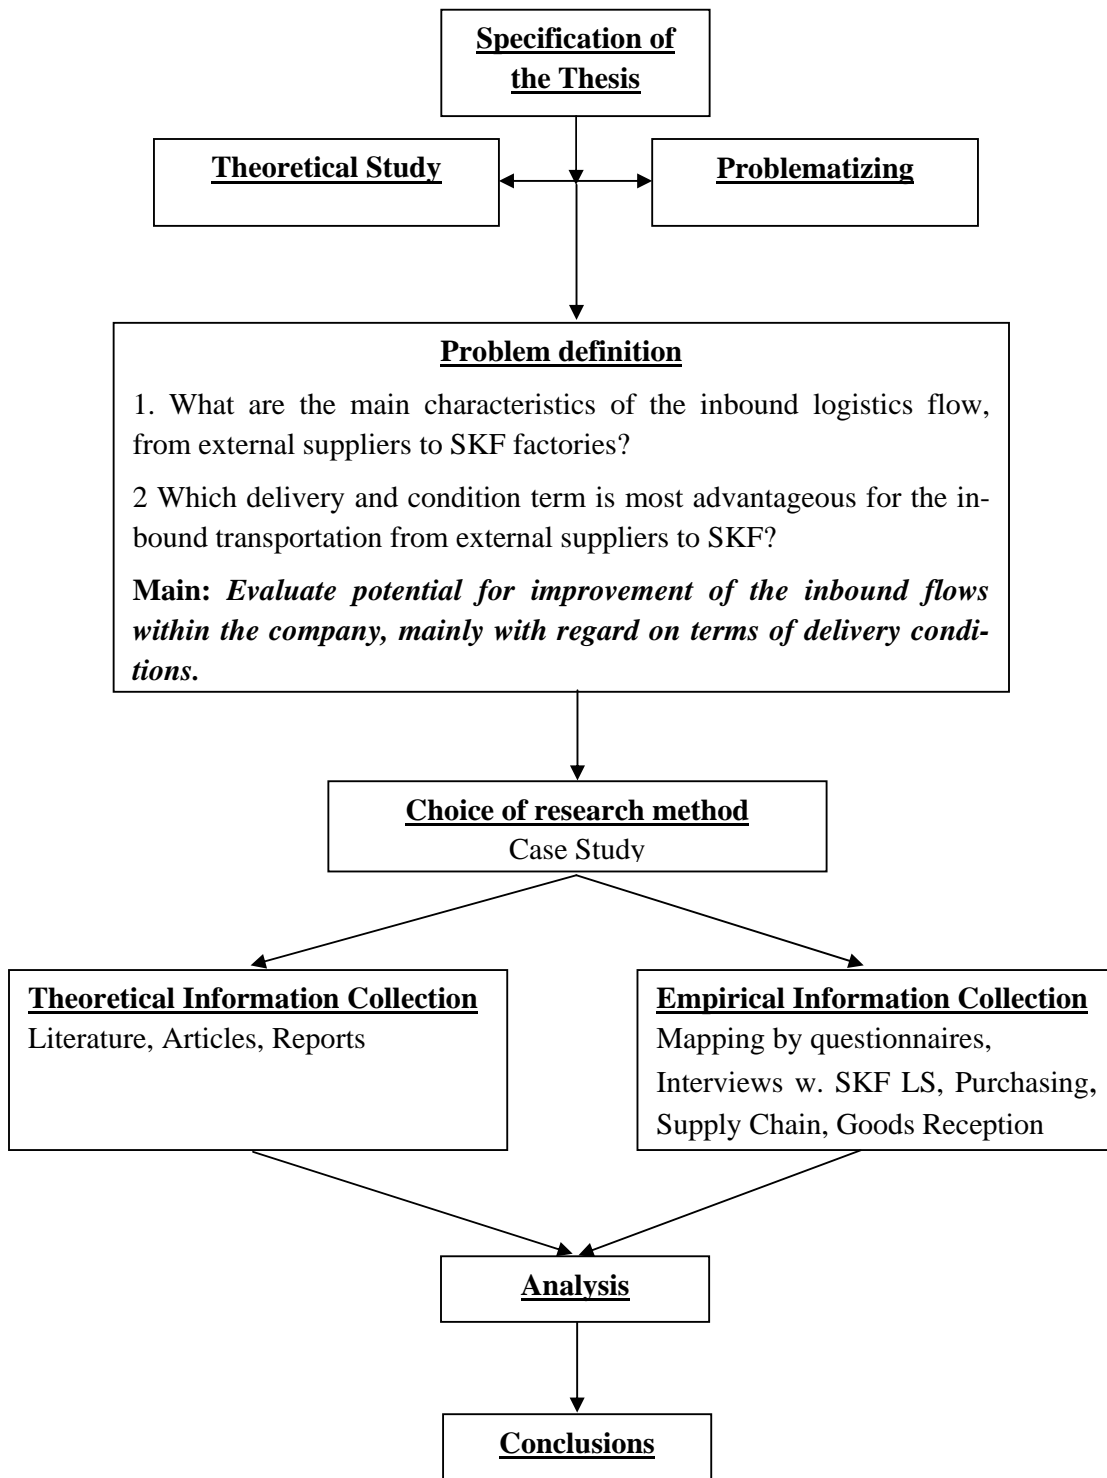 Specification of
the Thesis
Theoretical Study
Problematizing
Problem definition
1. What are the main characteristics of the inbound logistics flow,
from external suppliers to SKF factories?
2 Which delivery and condition term is most advantageous for the in-
bound transportation from external suppliers to SKF?
Main: Evaluate potential for improvement of the inbound flows
within the company, mainly with regard on terms of delivery condi-
tions.
Choice of research method
Case Study
Theoretical Information Collection
Literature, Articles, Reports
Empirical Information Collection
Mapping by questionnaires,
Interviews w. SKF LS, Purchasing,
Supply Chain, Goods Reception
Analysis
Conclusions